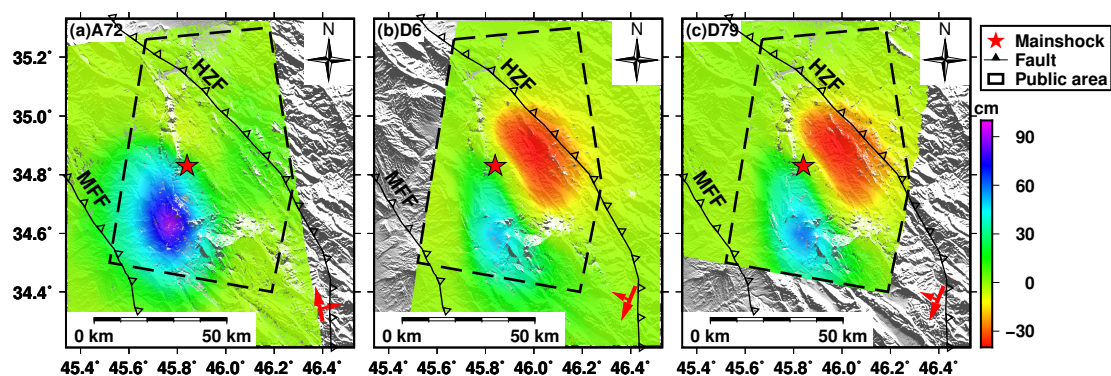 (a)A72
N
HZF
MFF
0 km 50 km
35.2°
35.0°
34.8°
34.6°
34.4°
45.4° 45.6° 45.8° 46.0° 46.2° 46.4°
(b)D6
N
HZF
MFF
0 km 50 km
45.4° 45.6° 45.8° 46.0° 46.2° 46.4°
(c)D79
N
HZF
MFF
0 km 50 km
45.4° 45.6° 45.8° 46.0° 46.2° 46.4°
Mainshock
Fault
Public area
cm
90
60
30
0
−30